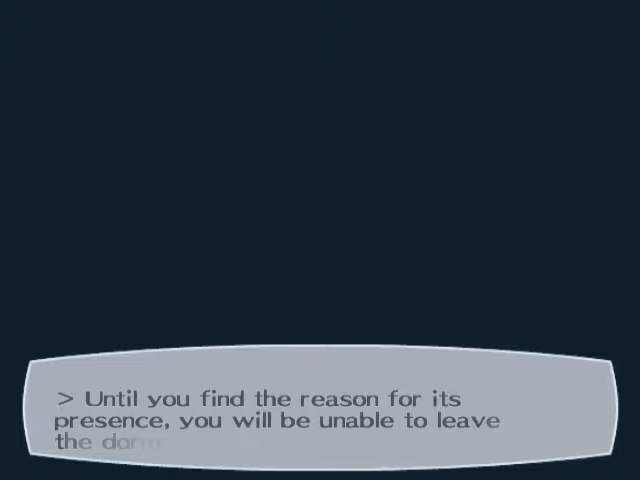 > Until you find the reason for its
presence, you will be unable to leave
the dorm